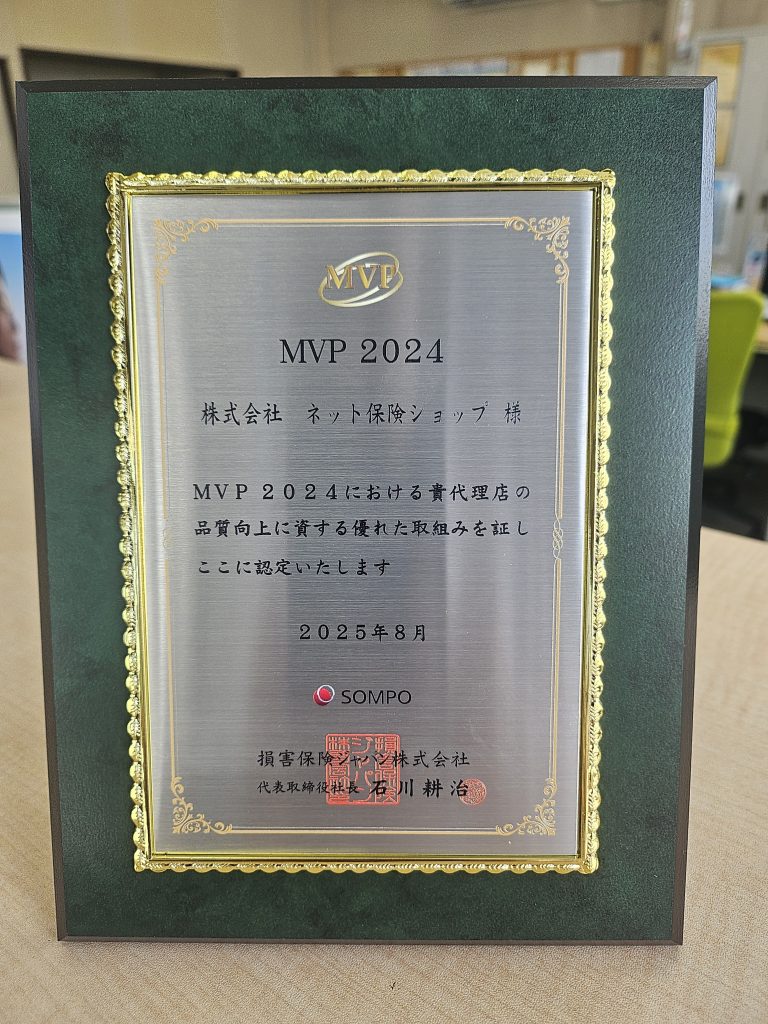 MVP
MVP 2024
株式会社　ネット保険ショップ 様
MVP 2024における貴代理店の
品質向上に資する優れた取組みを証し
ここに認定いたします
2025年8月
SOMPO
損害保険ジャパン株式会社
代表取締役社長 石川耕治